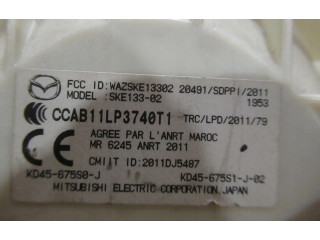 FCC ID:WAZSKE13302 20491/SDPPI/2011
MODEL :SKE133-02 1953
CCAB11LP3740T1 TRC/LPD/2011/79
AGREE PAR L'ANRT MAROC
MR 6245 ANRT 2011
CMIIT ID:2011DJ5487
KD45-675S0-J KD45-675S1-J-02
MITSUBISHI ELECTRIC CORPORATION,JAPAN